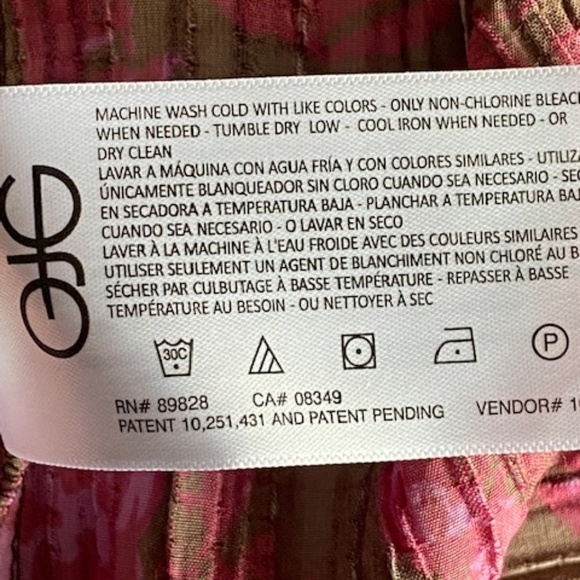 MACHINE WASH COLD WITH LIKE COLORS - ONLY NON-CHLORINE BLEACH
WHEN NEEDED - TUMBLE DRY LOW - COOL IRON WHEN NEEDED - OR
DRY CLEAN
LAVAR A MÁQUINA CON AGUA FRÍA Y CON COLORES SIMILARES - UTILIZA
ÚNICAMENTE BLANQUEADOR SIN CLORO CUANDO SEA NECESARIO - SEC
EN SECADORA A TEMPERATURA BAJA - PLANCHAR A TEMPERATURA BAJ
CUANDO SEA NECESARIO - O LAVAR EN SECO
LAVER À LA MACHINE À L'EAU FROIDE AVEC DES COULEURS SIMILAIRES
UTILISER SEULEMENT UN AGENT DE BLANCHIMENT NON CHLORÉ AU B
SÉCHER PAR CULBUTAGE À BASSE TEMPÉRATURE - REPASSER À BASSE
TEMPÉRATURE AU BESOIN - OU NETTOYER À SEC
30C
P
RN# 89828 CA# 08349
PATENT 10,251,431 AND PATENT PENDING VENDOR#